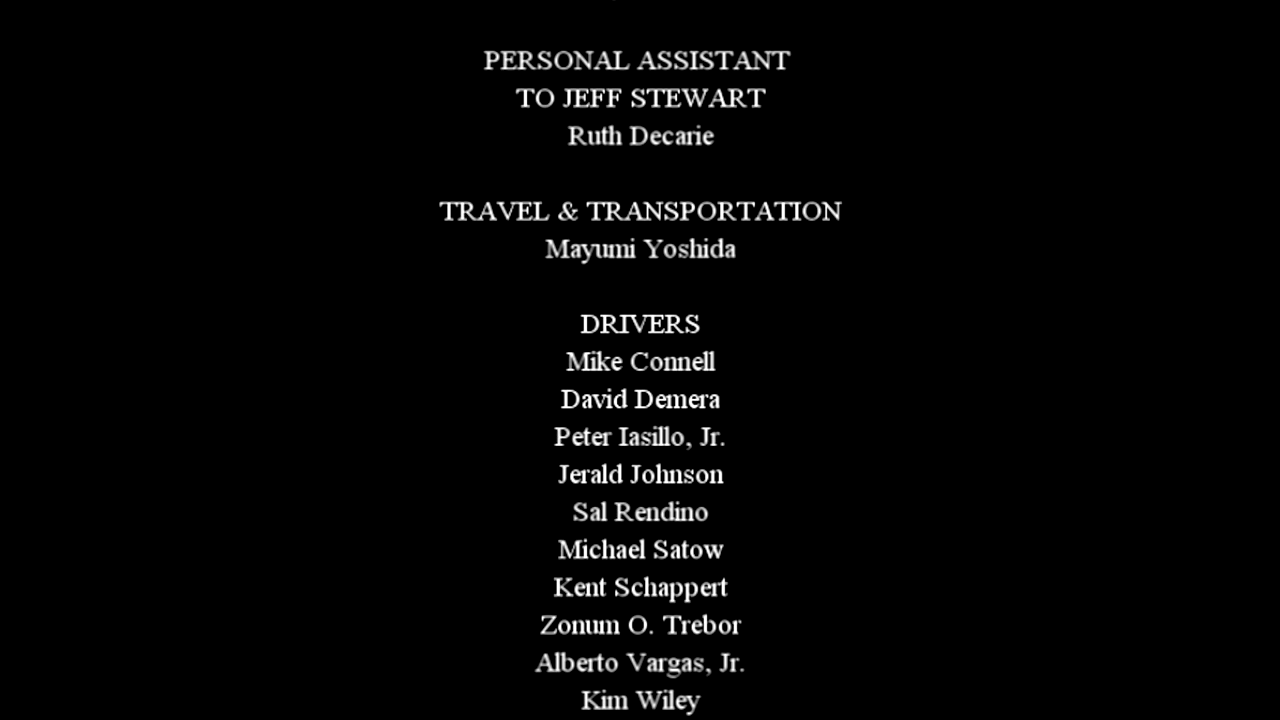 PERSONAL ASSISTANT
TO JEFF STEWART
Ruth Decarie
TRAVEL & TRANSPORTATION
Mayumi Yoshida
DRIVERS
Mike Connell
David Demera
Peter Iasillo, Jr.
Jerald Johnson
Sal Rendino
Michael Satow
Kent Schappert
Zonum O. Trebor
Alberto Vargas, Jr.
Kim Wiley